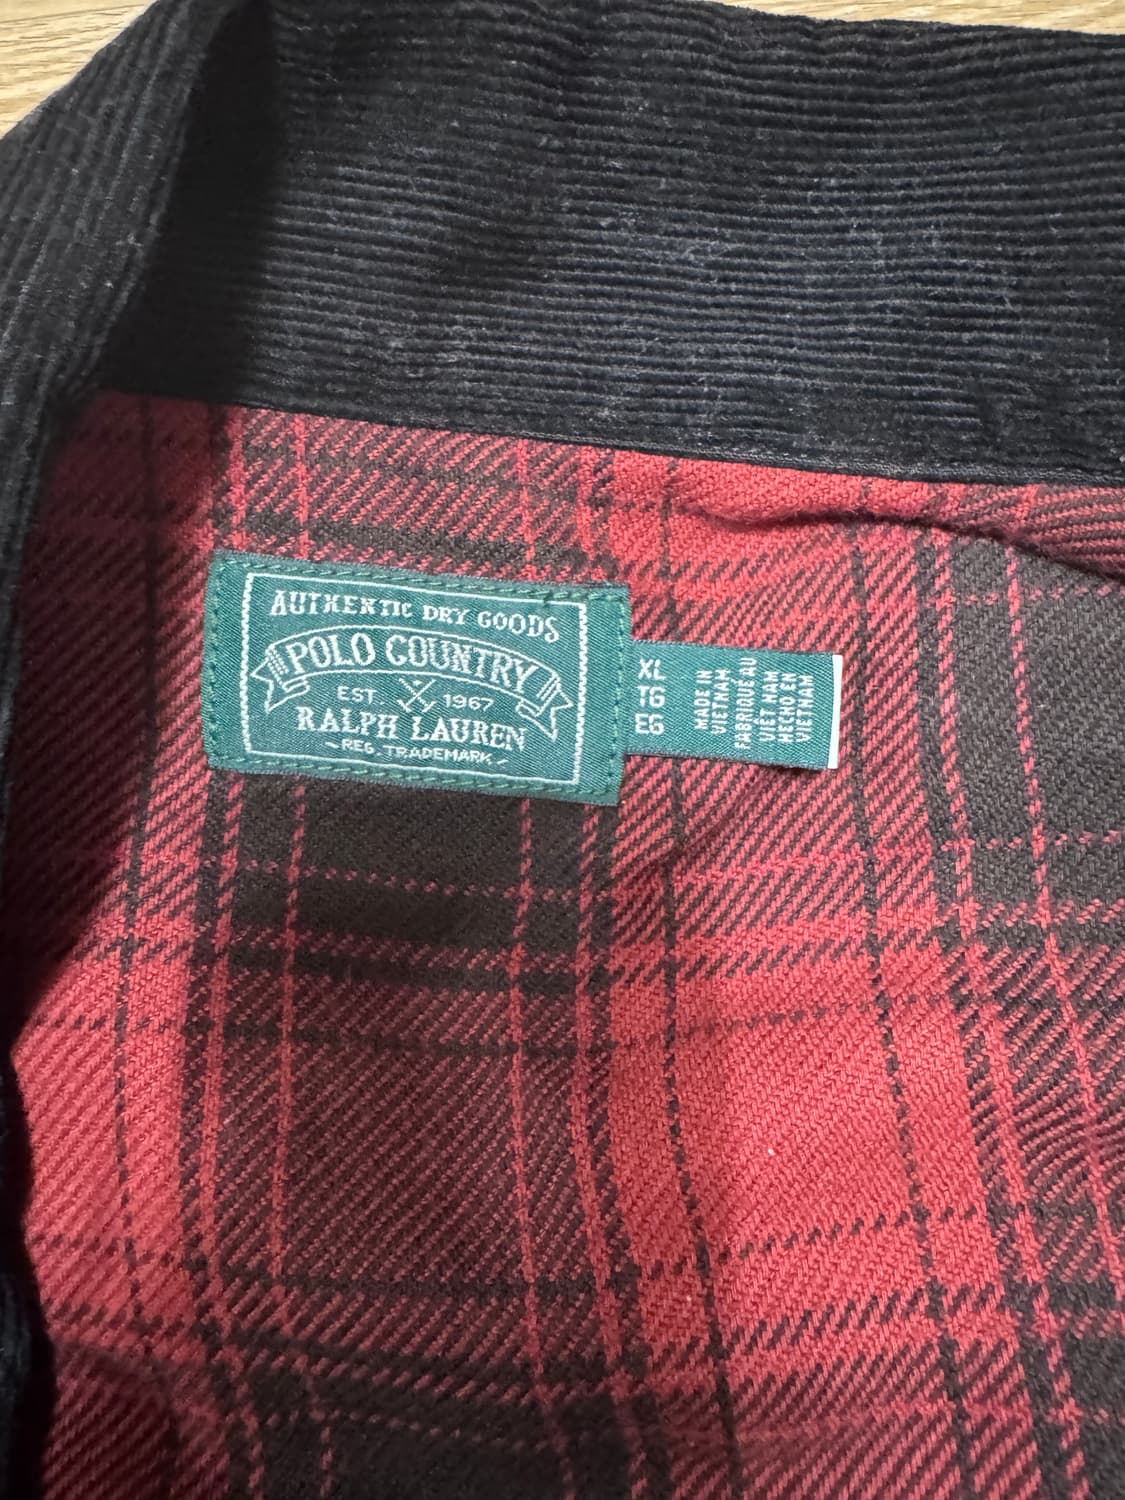 AUTHENTIC DRY GOODS
POLO COUNTRY
EST. 1967
RALPH LAUREN
REG. TRADEMARK
XL
TG
EG
MADE IN
VIETNAM
FABRIQUÉ AU
VIÊT NAM
HECHO EN
VIETNAM